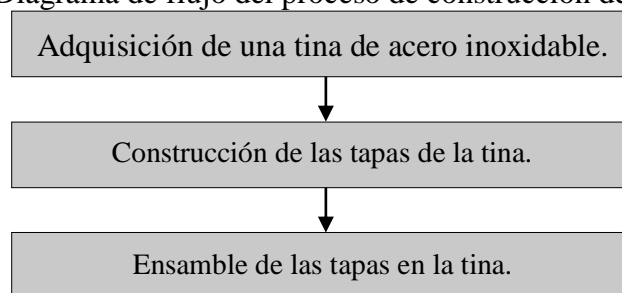 Diagrama de flujo del proceso de construcción de
Adquisición de una tina de acero inoxidable.
Construcción de las tapas de la tina.
Ensamble de las tapas en la tina.